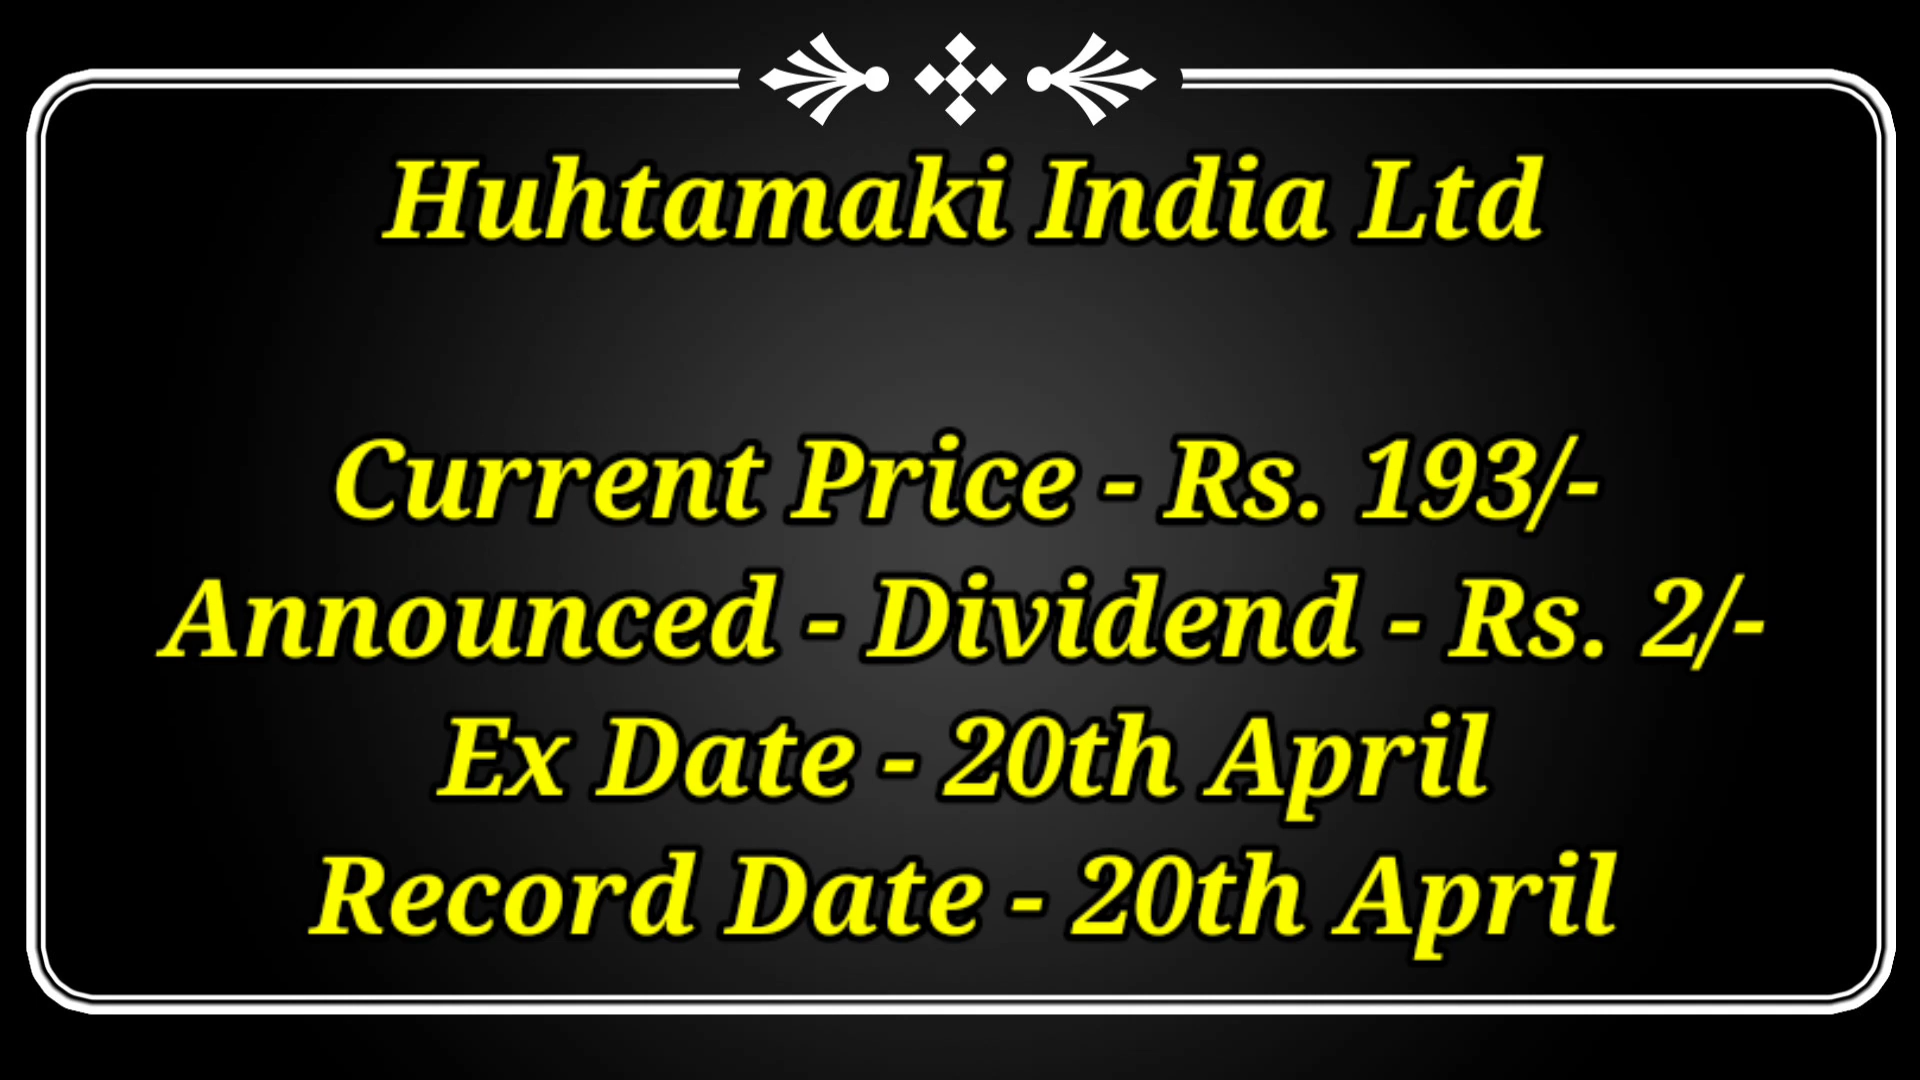 Huhtamaki India Ltd
Current Price - Rs. 193/-
Announced - Dividend - Rs. 2/-
Ex Date - 20th April
Record Date - 20th April